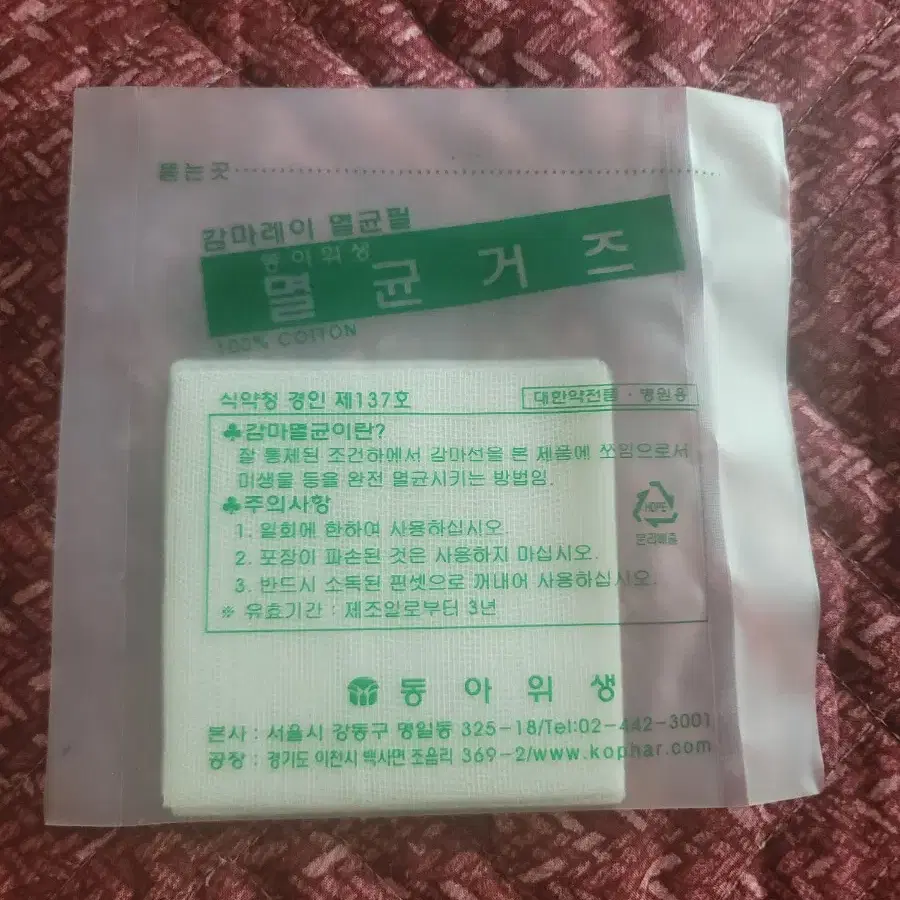 뜯는곳
감마레이 멸균필
동아위생
멸균거즈
100% COTTON
식약청 경인 제137호
대한약전품 · 병원용
♣감마멸균이란?
잘 통제된 조건하에서 감마선을 본 제품에 쪼임으로서
미생물 등을 완전 멸균시키는 방법임.
♣주의사항
1. 일회에 한하여 사용하십시오.
2. 포장이 파손된 것은 사용하지 마십시오.
3. 반드시 소독된 핀셋으로 꺼내어 사용하십시오.
※ 유효기간 : 제조일로부터 3년
HDPE
분리배출
동아위생
본사 : 서울시 강동구 명일동 325-18/Tel:02-442-3001
공장 : 경기도 이천시 백사면 조읍리 369-2/www.kophar.com